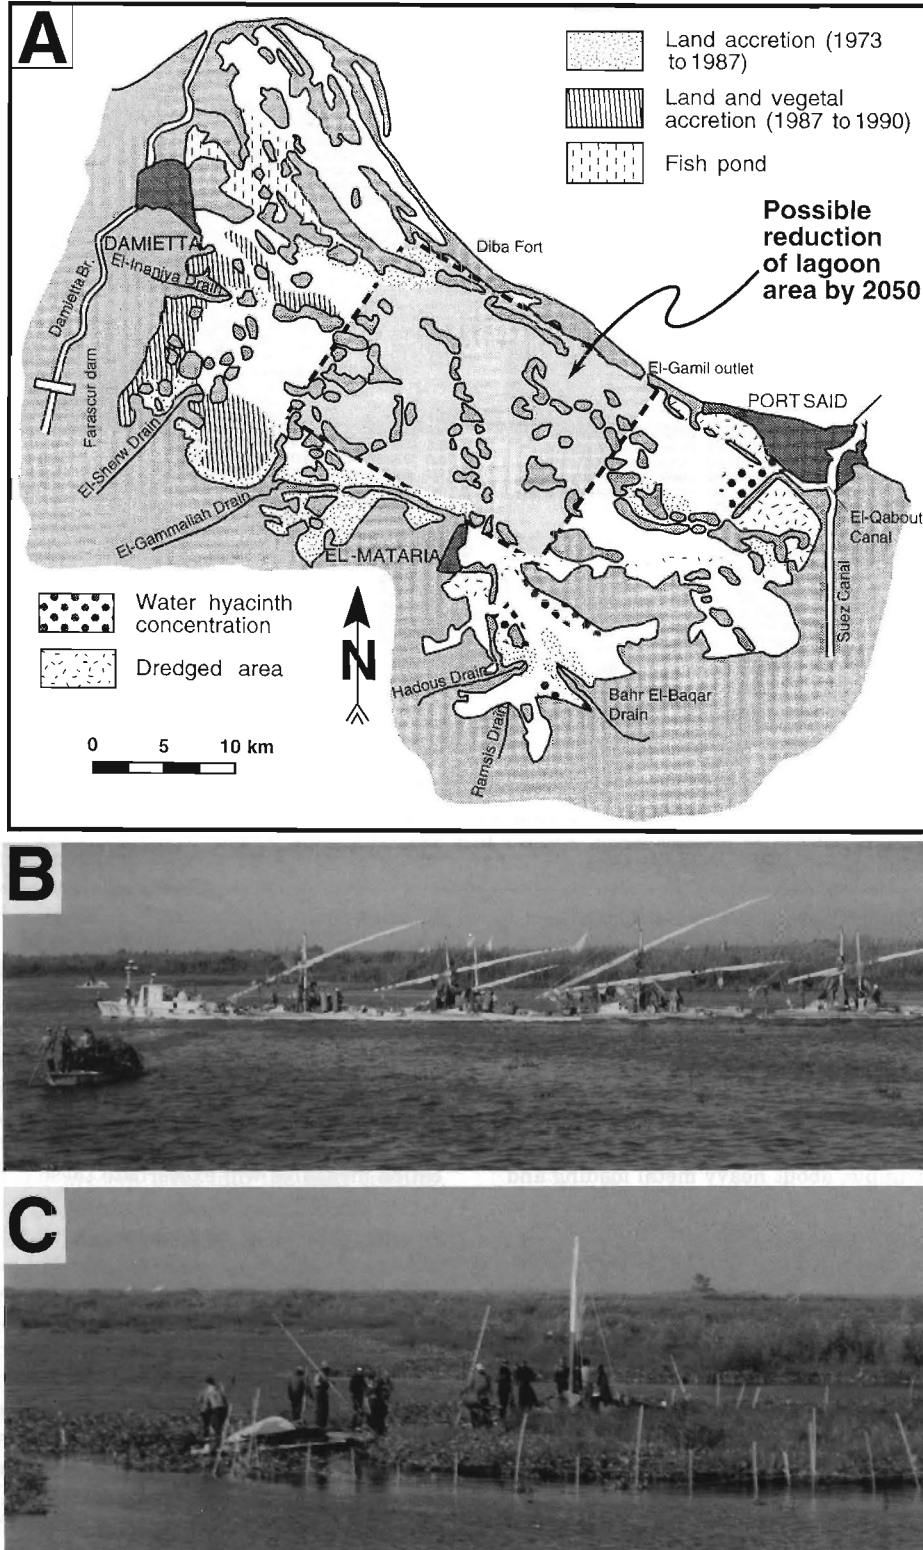 A
Land accretion (1973
to 1987)
Land and vegetal
accretion (1987 to 1990)
Fish pond
Possible
reduction
of lagoon
area by 2050
Diba Fort
DAMIETTA
El-Inaniya Drain
Damietta Br.
Farascur dam
El-Gamil outlet
PORT SAID
El-Sherw Drain
El-Gammaliah Drain
EL-MATARIA
El-Qabouti
Canal
Suez Canal
Water hyacinth
concentration
Dredged area
N
Hadous Drain
Bahr El-Baqar
Drain
Ramsis Drain
0 5 10 km
B
C